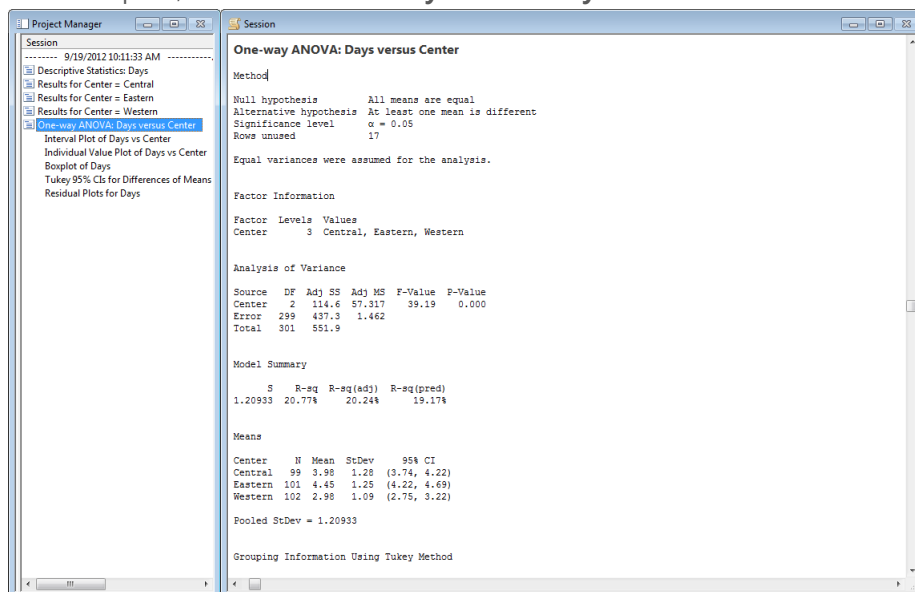 Project Manager
Session
9/19/2012 10:11:33 AM
Descriptive Statistics: Days
Results for Center = Central
Results for Center = Eastern
Results for Center = Western
One-way ANOVA: Days versus Center
Interval Plot of Days vs Center
Individual Value Plot of Days vs Center
Boxplot of Days
Tukey 95% CIs for Differences of Means
Residual Plots for Days
Session
One-way ANOVA: Days versus Center
Method
Null hypothesis All means are equal
Alternative hypothesis At least one mean is different
Significance level α = 0.05
Rows unused 17
Equal variances were assumed for the analysis.
Factor Information
Factor Levels Values
Center 3 Central, Eastern, Western
Analysis of Variance
Source DF Adj SS Adj MS F-Value P-Value
Center 2 114.6 57.317 39.19 0.000
Error 299 437.3 1.462
Total 301 551.9
Model Summary
S R-sq R-sq(adj) R-sq(pred)
1.20933 20.77% 20.24% 19.17%
Means
Center N Mean StDev 95% CI
Central 99 3.98 1.28 (3.74, 4.22)
Eastern 101 4.45 1.25 (4.22, 4.69)
Western 102 2.98 1.09 (2.75, 3.22)
Pooled StDev = 1.20933
Grouping Information Using Tukey Method